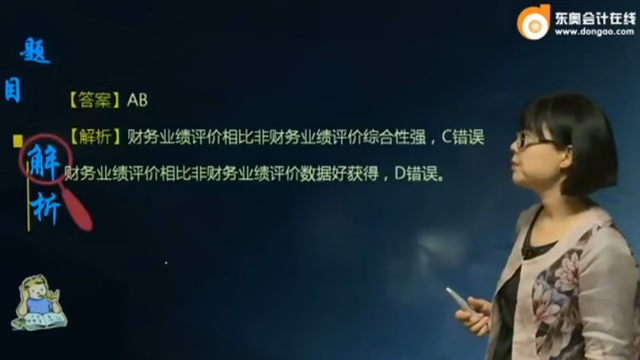 东奥会计在线
www.dongoo.com
题目
解析
【答案】AB
【解析】财务业绩评价相比非财务业绩评价综合性强，C错误
财务业绩评价相比非财务业绩评价数据好获得，D错误。